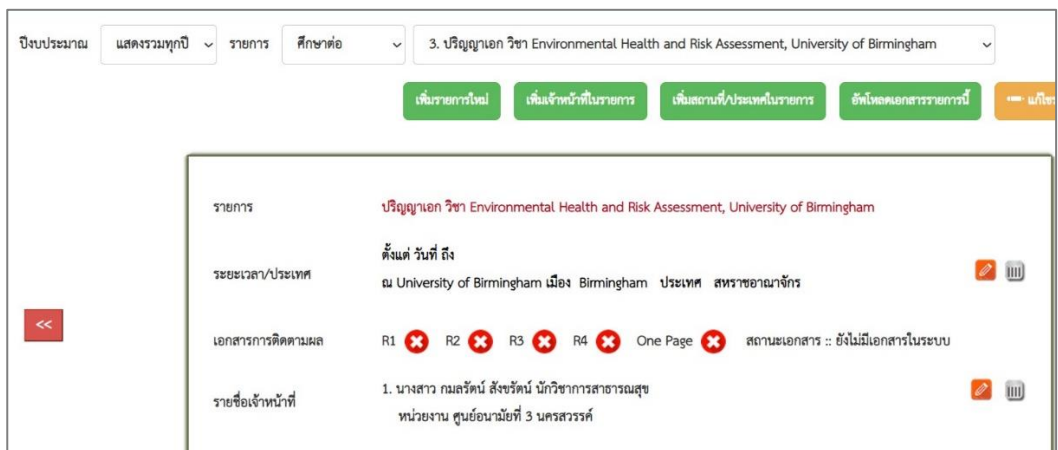 ปีงบประมาณ แสดงรวมทุกปี รายการ ศึกษาต่อ 3. ปริญญาเอก วิชา Environmental Health and Risk Assessment, University of Birmingham
เพิ่มรายการใหม่ เพิ่มเจ้าหน้าที่ในรายการ เพิ่มสถานที่/ประเทศในรายการ อัพโหลดเอกสารรายการนี้
รายการ ปริญญาเอก วิชา Environmental Health and Risk Assessment, University of Birmingham
ตั้งแต่ วันที่ ถึง
ระยะเวลา/ประเทศ
ณ University of Birmingham เมือง Birmingham ประเทศ สหราชอาณาจักร
<<
เอกสารการติดตามผล R1 R2 R3 R4 One Page สถานะเอกสาร :: ยังไม่มีเอกสารในระบบ
รายชื่อเจ้าหน้าที่ 1. นางสาว กมลรัตน์ สังขรัตน์ นักวิชาการสาธารณสุข
หน่วยงาน ศูนย์อนามัยที่ 3 นครสวรรค์